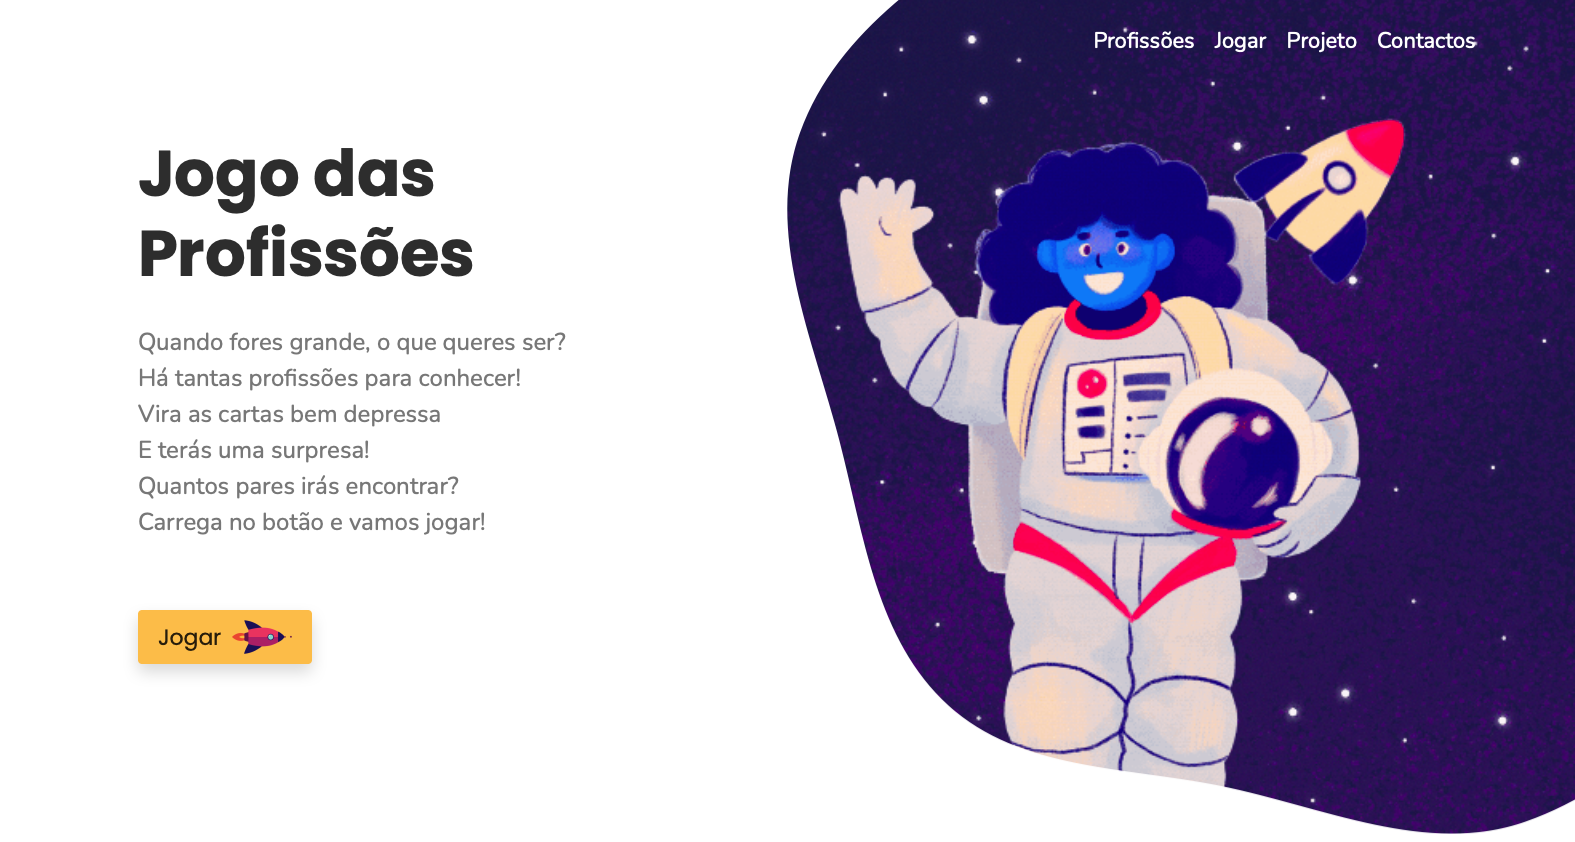 Profissões Jogar Projeto Contactos
Jogo das
Profissões
Quando fores grande, o que queres ser?
Há tantas profissões para conhecer!
Vira as cartas bem depressa
E terás uma surpresa!
Quantos pares irás encontrar?
Carrega no botão e vamos jogar!
Jogar